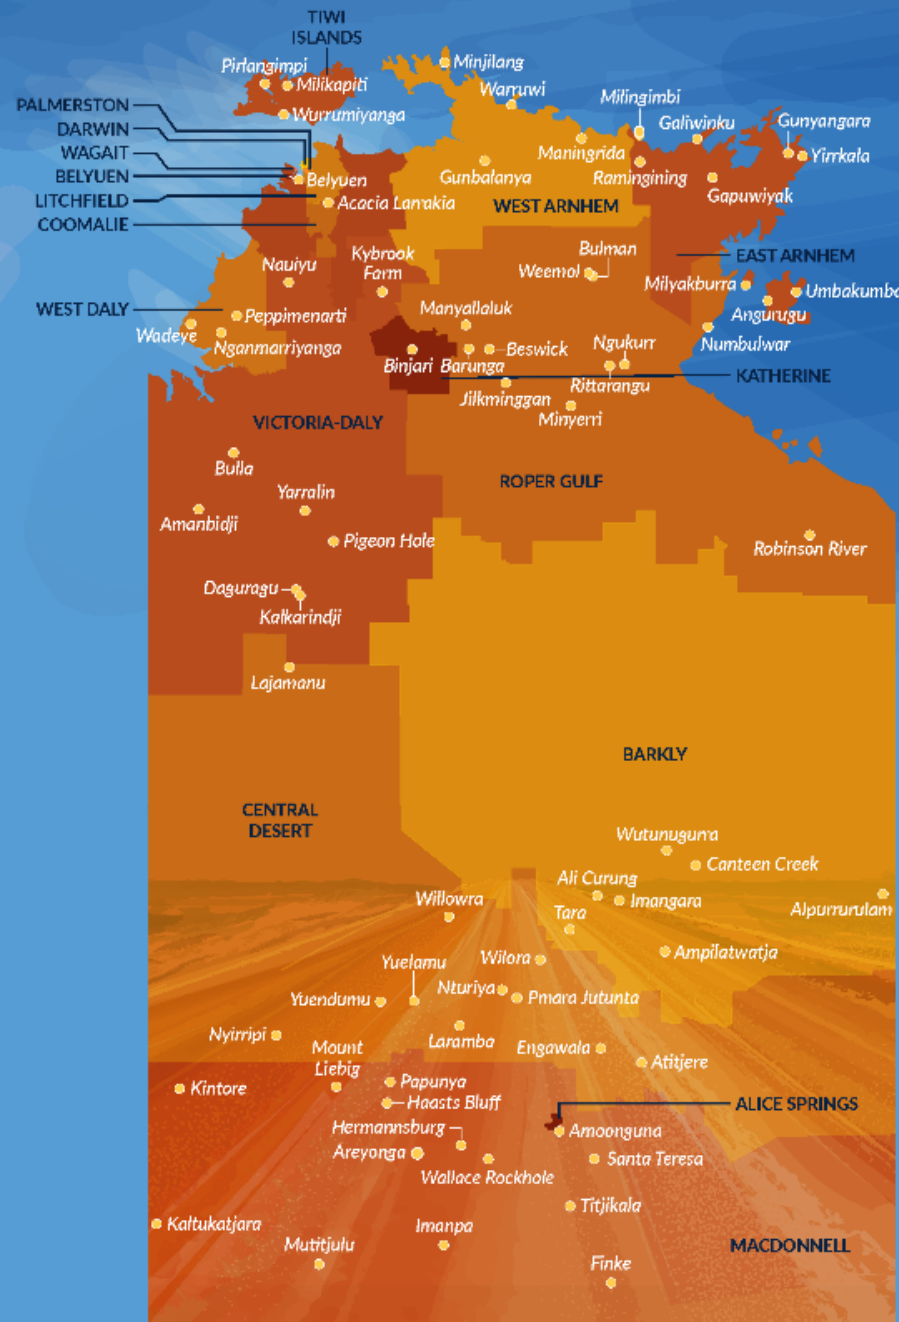 TIWI
ISLANDS
Pirlangimpi
Milikapiti
Wurrumiyanga
Minjilang
Warruwi
Milingimbi
Galiwinku
Gunyangara
Yirrkala
PALMERSTON
DARWIN
WAGAIT
BELYUEN
LITCHFIELD
COOMALIE
Belyuen
Acacia Larrakia
Maningrida
Gunbalanya
Ramingining
Gapuwiyak
WEST ARNHEM
EAST ARNHEM
Nauiyu
Kybrook
Farm
Bulman
Weemol
Milyakburra
Umbakumba
Angurugu
Numbulwar
WEST DALY
Peppimenarti
Wadeye
Nganmarriyanga
Manyallaluk
Binjari
Barunga
Beswick
Ngukurr
Rittarangu
KATHERINE
Jilkminggan
Minyerri
VICTORIA-DALY
Bulla
Yarralin
Amanbidji
Pigeon Hole
ROPER GULF
Robinson River
Daguragu
Kalkarindji
Lajamanu
BARKLY
CENTRAL
DESERT
Wutunugurra
Canteen Creek
Ali Curung
Imangara
Alpurrurulam
Willowra
Tara
Ampilatwatja
Wilora
Yuelamu
Nturiya
Pmara Jutunta
Yuendumu
Nyirripi
Laramba
Engawala
Atitjere
Mount
Liebig
Kintore
Papunya
Haasts Bluff
ALICE SPRINGS
Hermannsburg
Amoonguna
Areyonga
Santa Teresa
Wallace Rockhole
Titjikala
Kaltukatjara
Imanpa
Mutitjulu
MACDONNELL
Finke